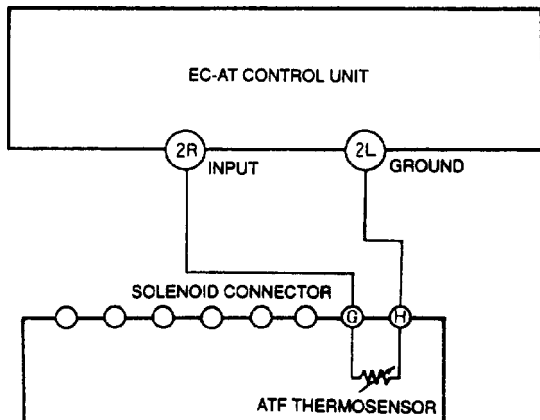 EC-AT CONTROL UNIT
2R
2L
INPUT
GROUND
SOLENOID CONNECTOR
G
H
ATF THERMOSENSOR